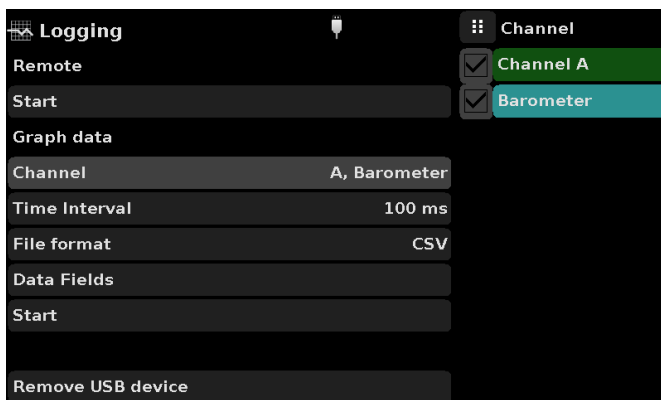 Logging
Remote
Start
Graph data
Channel A, Barometer
Time Interval 100 ms
File format CSV
Data Fields
Start
Remove USB device
Channel
Channel A
Barometer